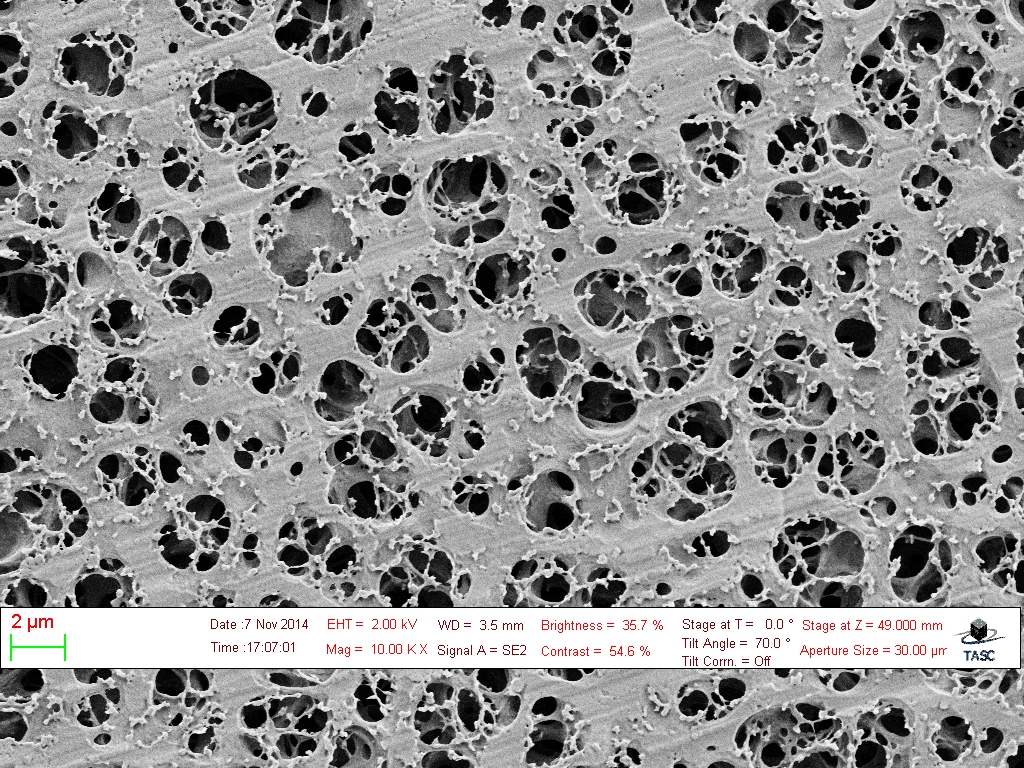 2 µm
Date :7 Nov 2014 EHT = 2.00 kV WD = 3.5 mm Brightness = 35.7 % Stage at T = 0.0 ° Stage at Z = 49.000 mm
Time :17:07:01 Mag = 10.00 K X Signal A = SE2 Contrast = 54.6 % Tilt Angle = 70.0 ° Aperture Size = 30.00 µm
Tilt Corrn. = Off
TASC